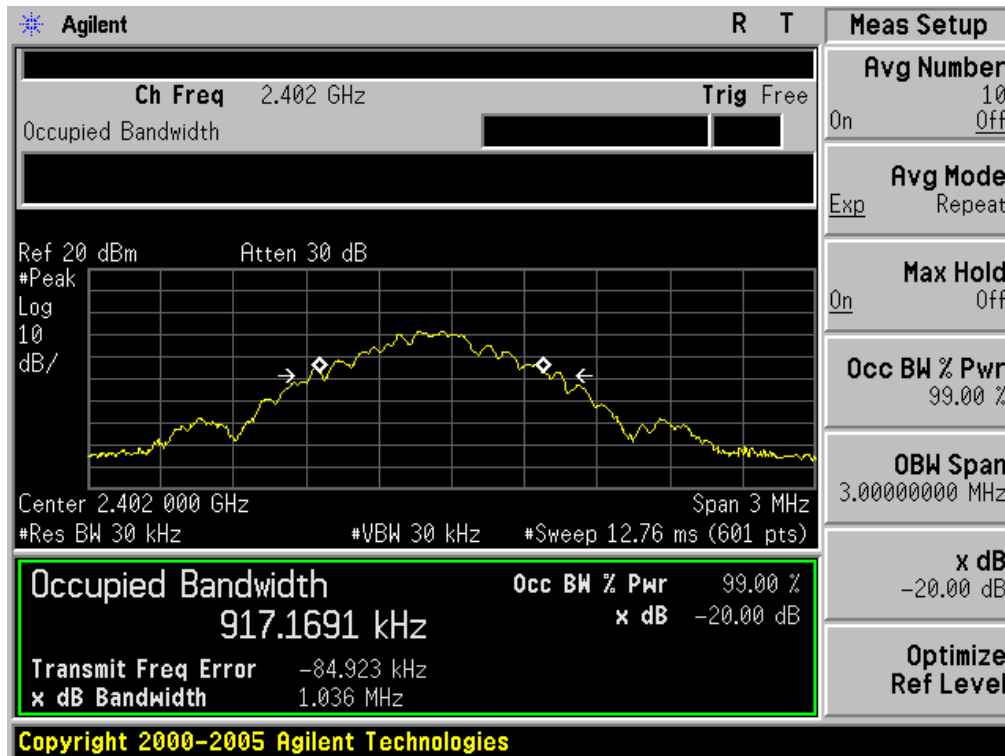 Agilent R T
Ch Freq 2.402 GHz Trig Free
Occupied Bandwidth
Ref 20 dBm Atten 30 dB
#Peak
Log
10
dB/
Center 2.402 000 GHz Span 3 MHz
#Res BW 30 kHz #VBW 30 kHz #Sweep 12.76 ms (601 pts)
Occupied Bandwidth Occ BW % Pwr 99.00 %
917.1691 kHz x dB -20.00 dB
Transmit Freq Error -84.923 kHz
x dB Bandwidth 1.036 MHz
Copyright 2000-2005 Agilent Technologies
Meas Setup
Avg Number
10
On Off
Avg Mode
Exp Repeat
Max Hold
On Off
Occ BW % Pwr
99.00 %
OBW Span
3.00000000 MHz
x dB
-20.00 dB
Optimize
Ref Level